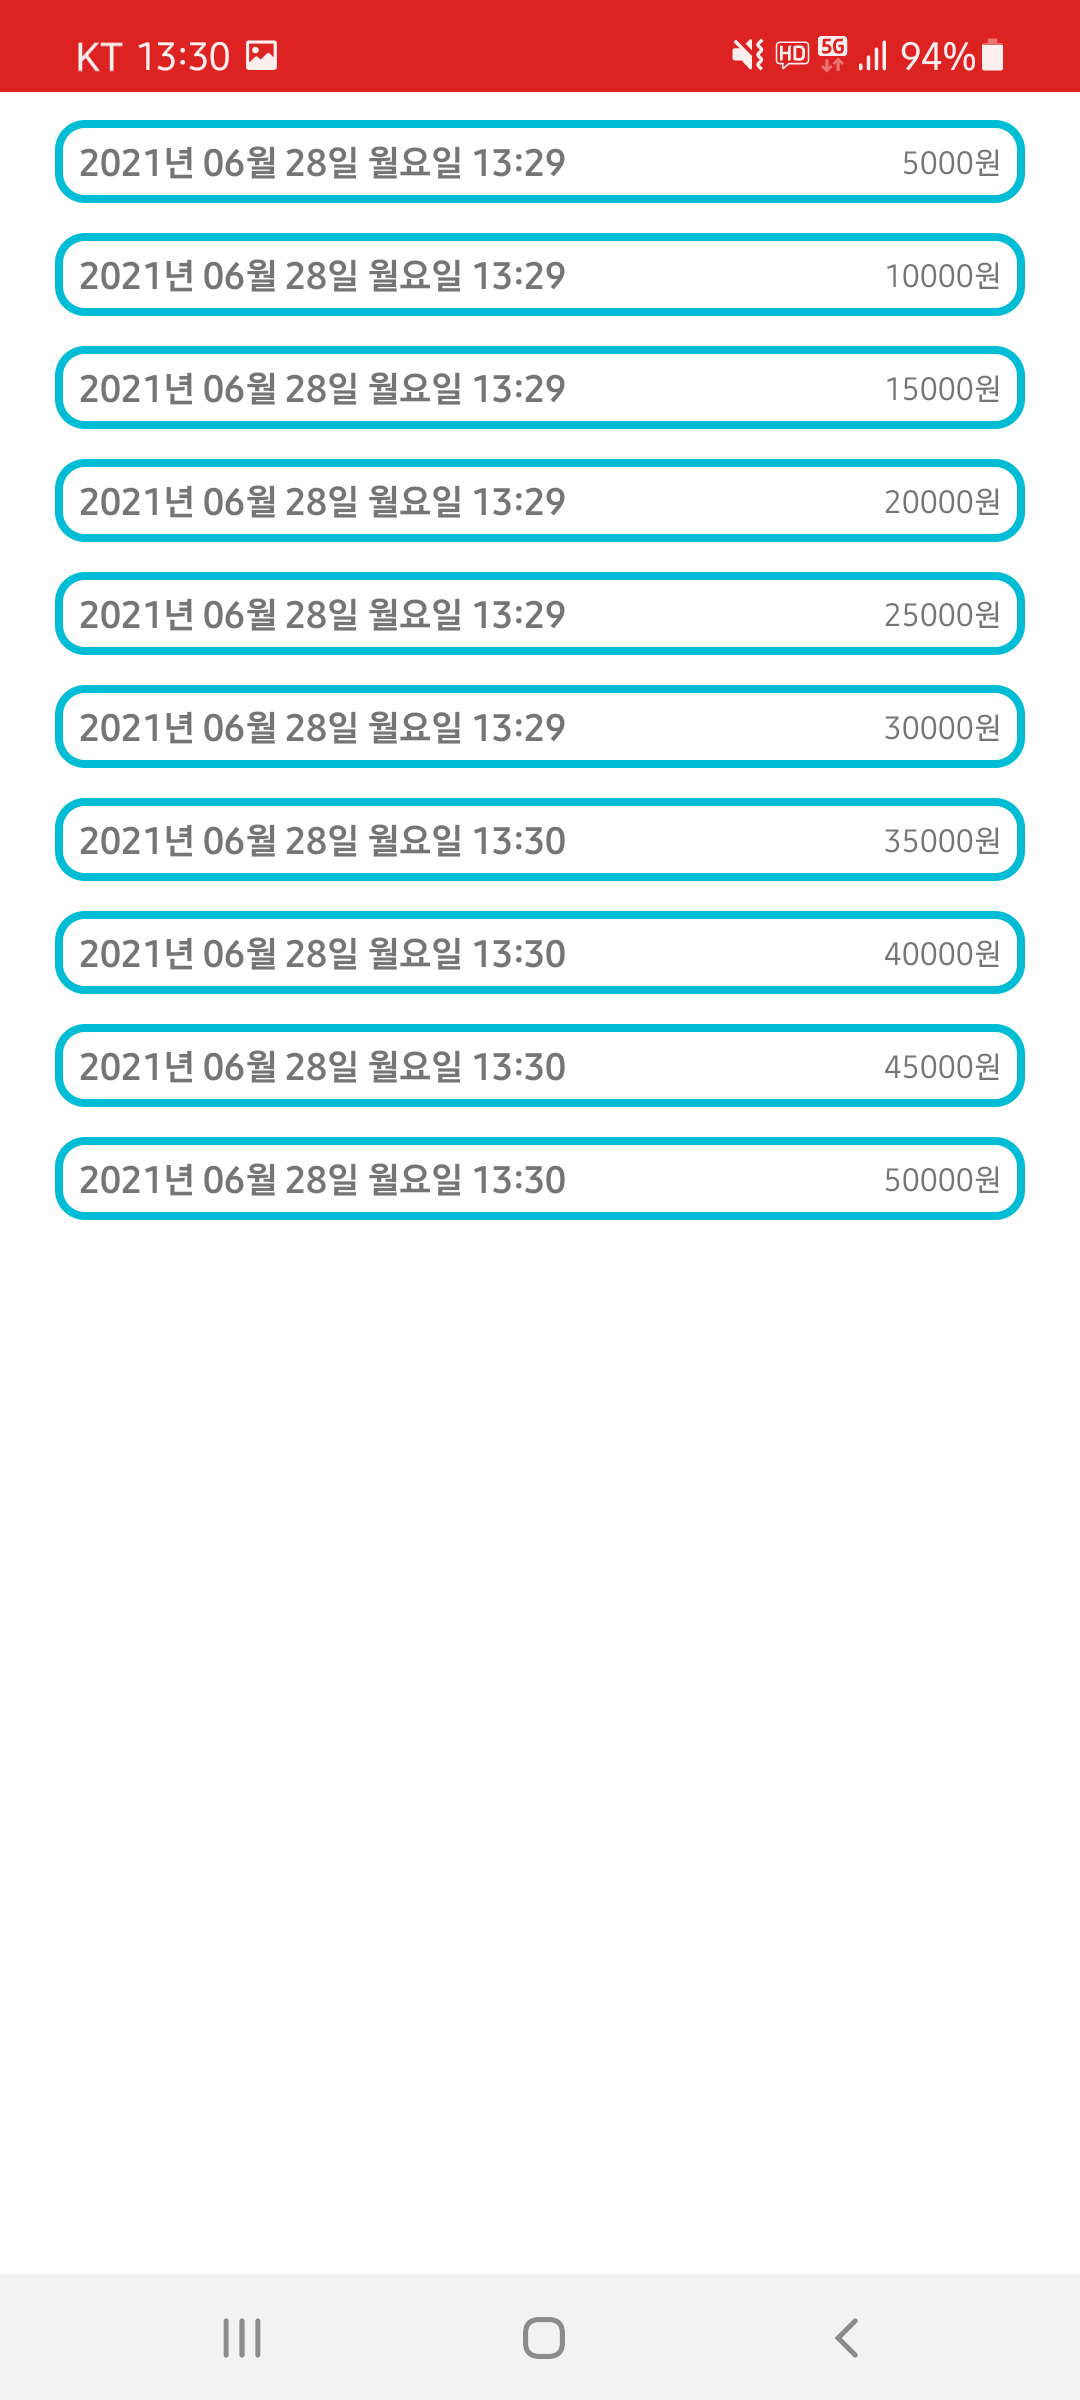 KT 13:30 HD 5G 94%
2021년 06월 28일 월요일 13:29 5000원
2021년 06월 28일 월요일 13:29 10000원
2021년 06월 28일 월요일 13:29 15000원
2021년 06월 28일 월요일 13:29 20000원
2021년 06월 28일 월요일 13:29 25000원
2021년 06월 28일 월요일 13:29 30000원
2021년 06월 28일 월요일 13:30 35000원
2021년 06월 28일 월요일 13:30 40000원
2021년 06월 28일 월요일 13:30 45000원
2021년 06월 28일 월요일 13:30 50000원